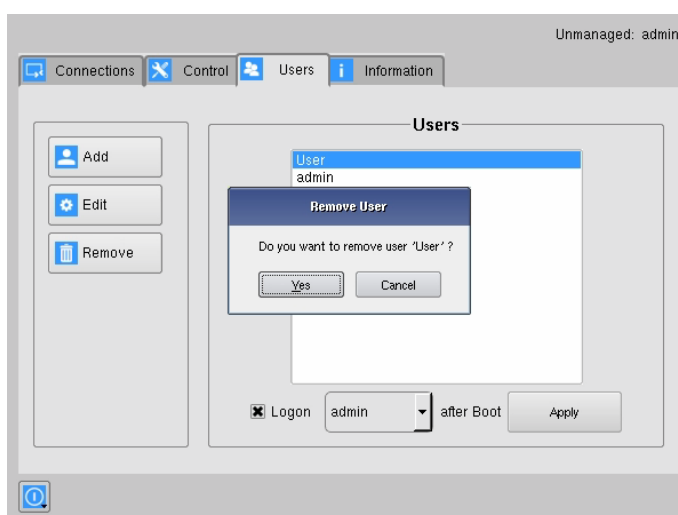 Unmanaged: admin
Connections Control Users Information
Users
Add
Edit
Remove
User
admin
Remove User
Do you want to remove user 'User' ?
Yes Cancel
Logon admin after Boot Apply